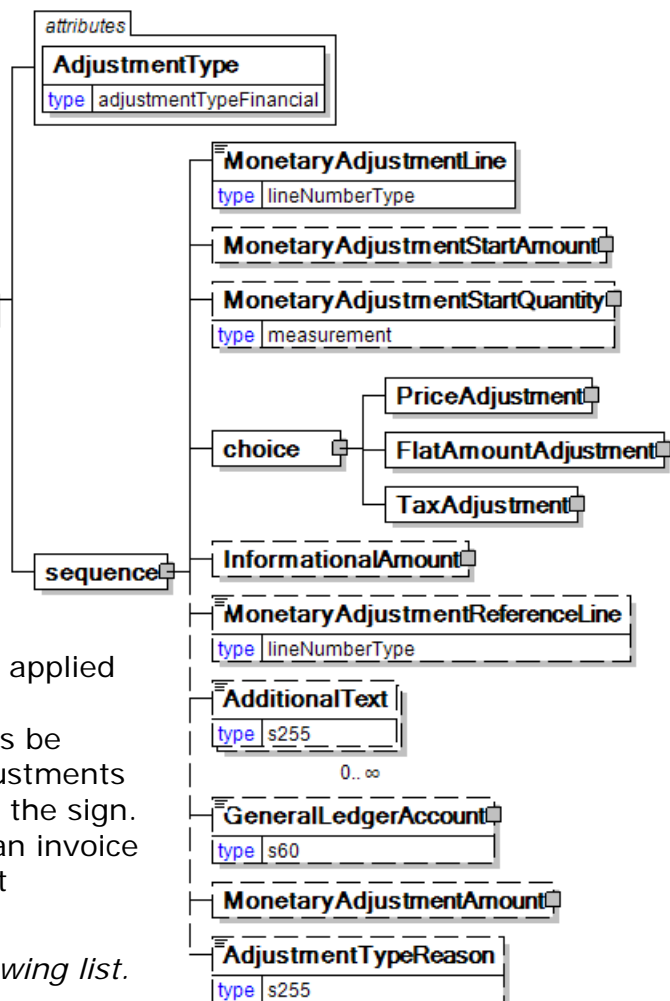 attributes
AdjustmentType
type adjustmentTypeFinancial
MonetaryAdjustmentLine
type lineNumberType
MonetaryAdjustmentStartAmount
MonetaryAdjustmentStartQuantity
type measurement
choice
PriceAdjustment
FlatAmountAdjustment
TaxAdjustment
sequence
InformationalAmount
MonetaryAdjustmentReferenceLine
type lineNumberType
AdditionalText
type s255
0.. ∞
GeneralLedgerAccount
type s60
MonetaryAdjustmentAmount
AdjustmentTypeReason
type s255
applied
s be
ustments
the sign.
an invoice
t
wing list.